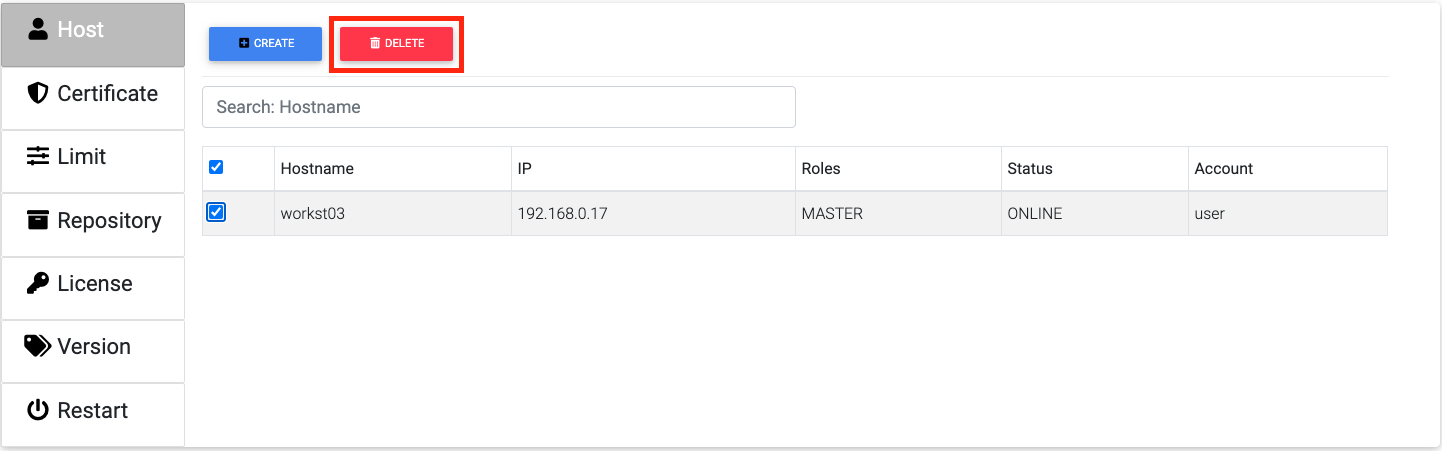 Host
Certificate
Limit
Repository
License
Version
Restart
CREATE DELETE
Search: Hostname
Hostname IP Roles Status Account
workst03 192.168.0.17 MASTER ONLINE user